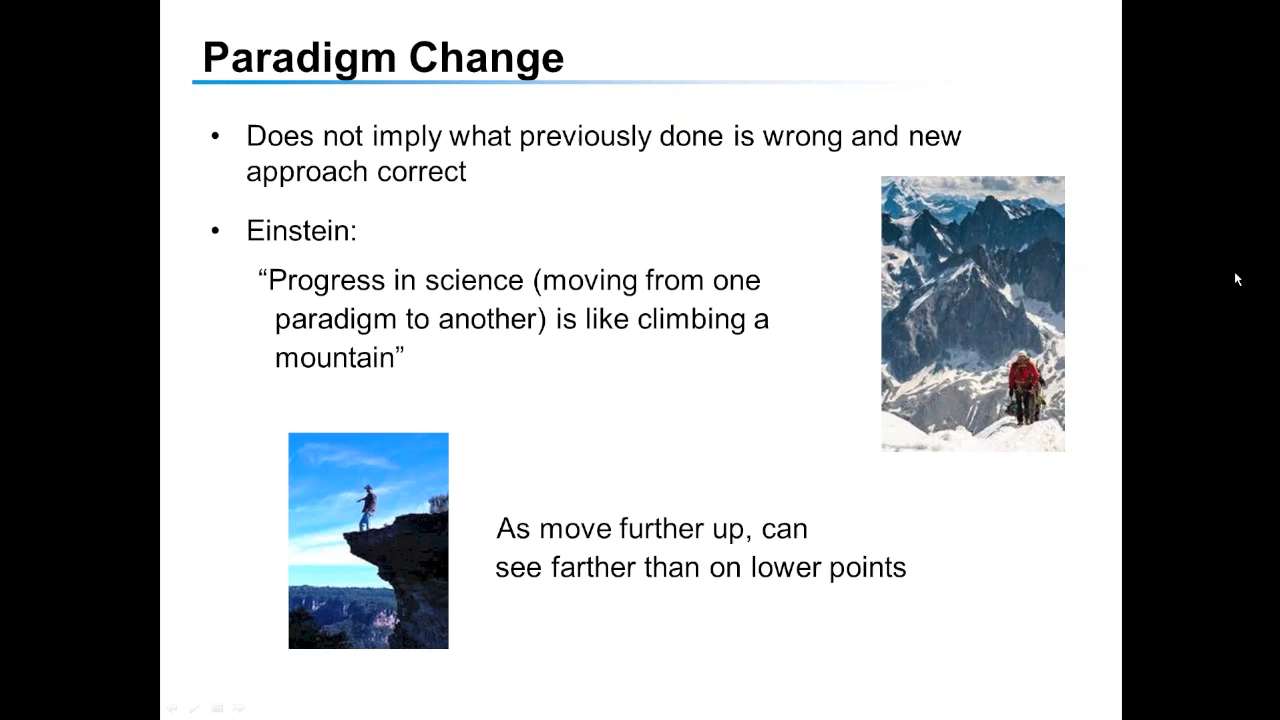 Paradigm Change
• Does not imply what previously done is wrong and new
approach correct
• Einstein:
“Progress in science (moving from one
paradigm to another) is like climbing a
mountain”
As move further up, can
see farther than on lower points